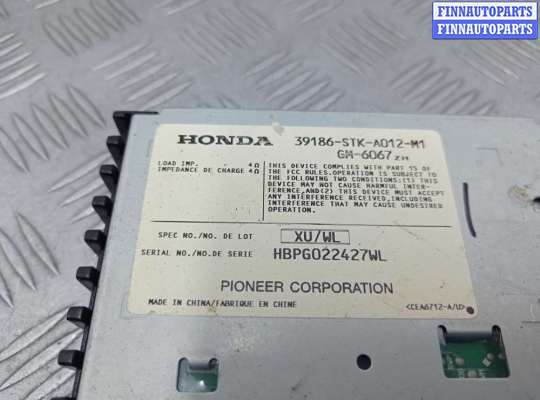 FINNAUTOPARTS
FINNAUTOPARTS
FINNAUTOPARTS
HONDA 39186-STK-A012-M1
GM-6067ZH
LOAD IMP. 4Ω
IMPEDANCE DE CHARGE 4Ω
THIS DEVICE COMPLIES WITH PART 15 OF
THE FCC RULES.OPERATION IS SUBJECT TO
THE FOLLOWING TWO CONDITIONS:(1) THIS
DEVICE MAY NOT CAUSE HARMFUL INTER-
FERENCE,AND(2) THIS DEVICE MUST ACCEPT
ANY INTERFERENCE RECEIVED,INCLUDING
INTERFERENCE THAT MAY CAUSE UNDESIRED
OPERATION.
SPEC NO./NO. DE LOT XU/WL
SERIAL NO./NO.DE SERIE HBPG022427WL
PIONEER CORPORATION
MADE IN CHINA/FABRIQUE EN CHINE <CEA6712-A/U>